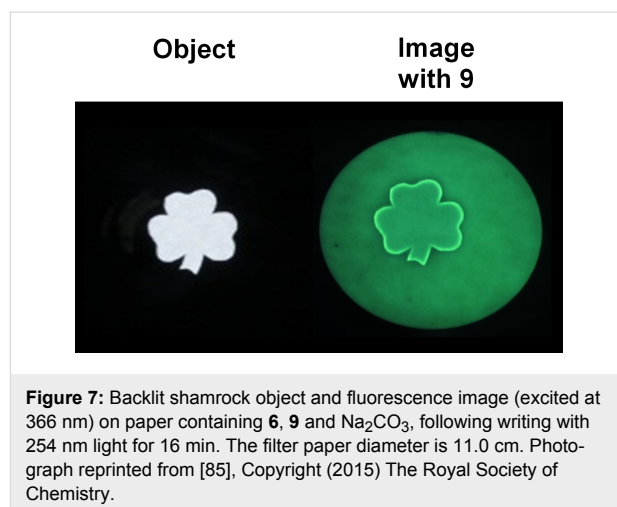 Object
Image
with 9
Figure 7: Backlit shamrock object and fluorescence image (excited at
366 nm) on paper containing 6, 9 and Na₂CO₃, following writing with
254 nm light for 16 min. The filter paper diameter is 11.0 cm. Photo-
graph reprinted from [85], Copyright (2015) The Royal Society of
Chemistry.